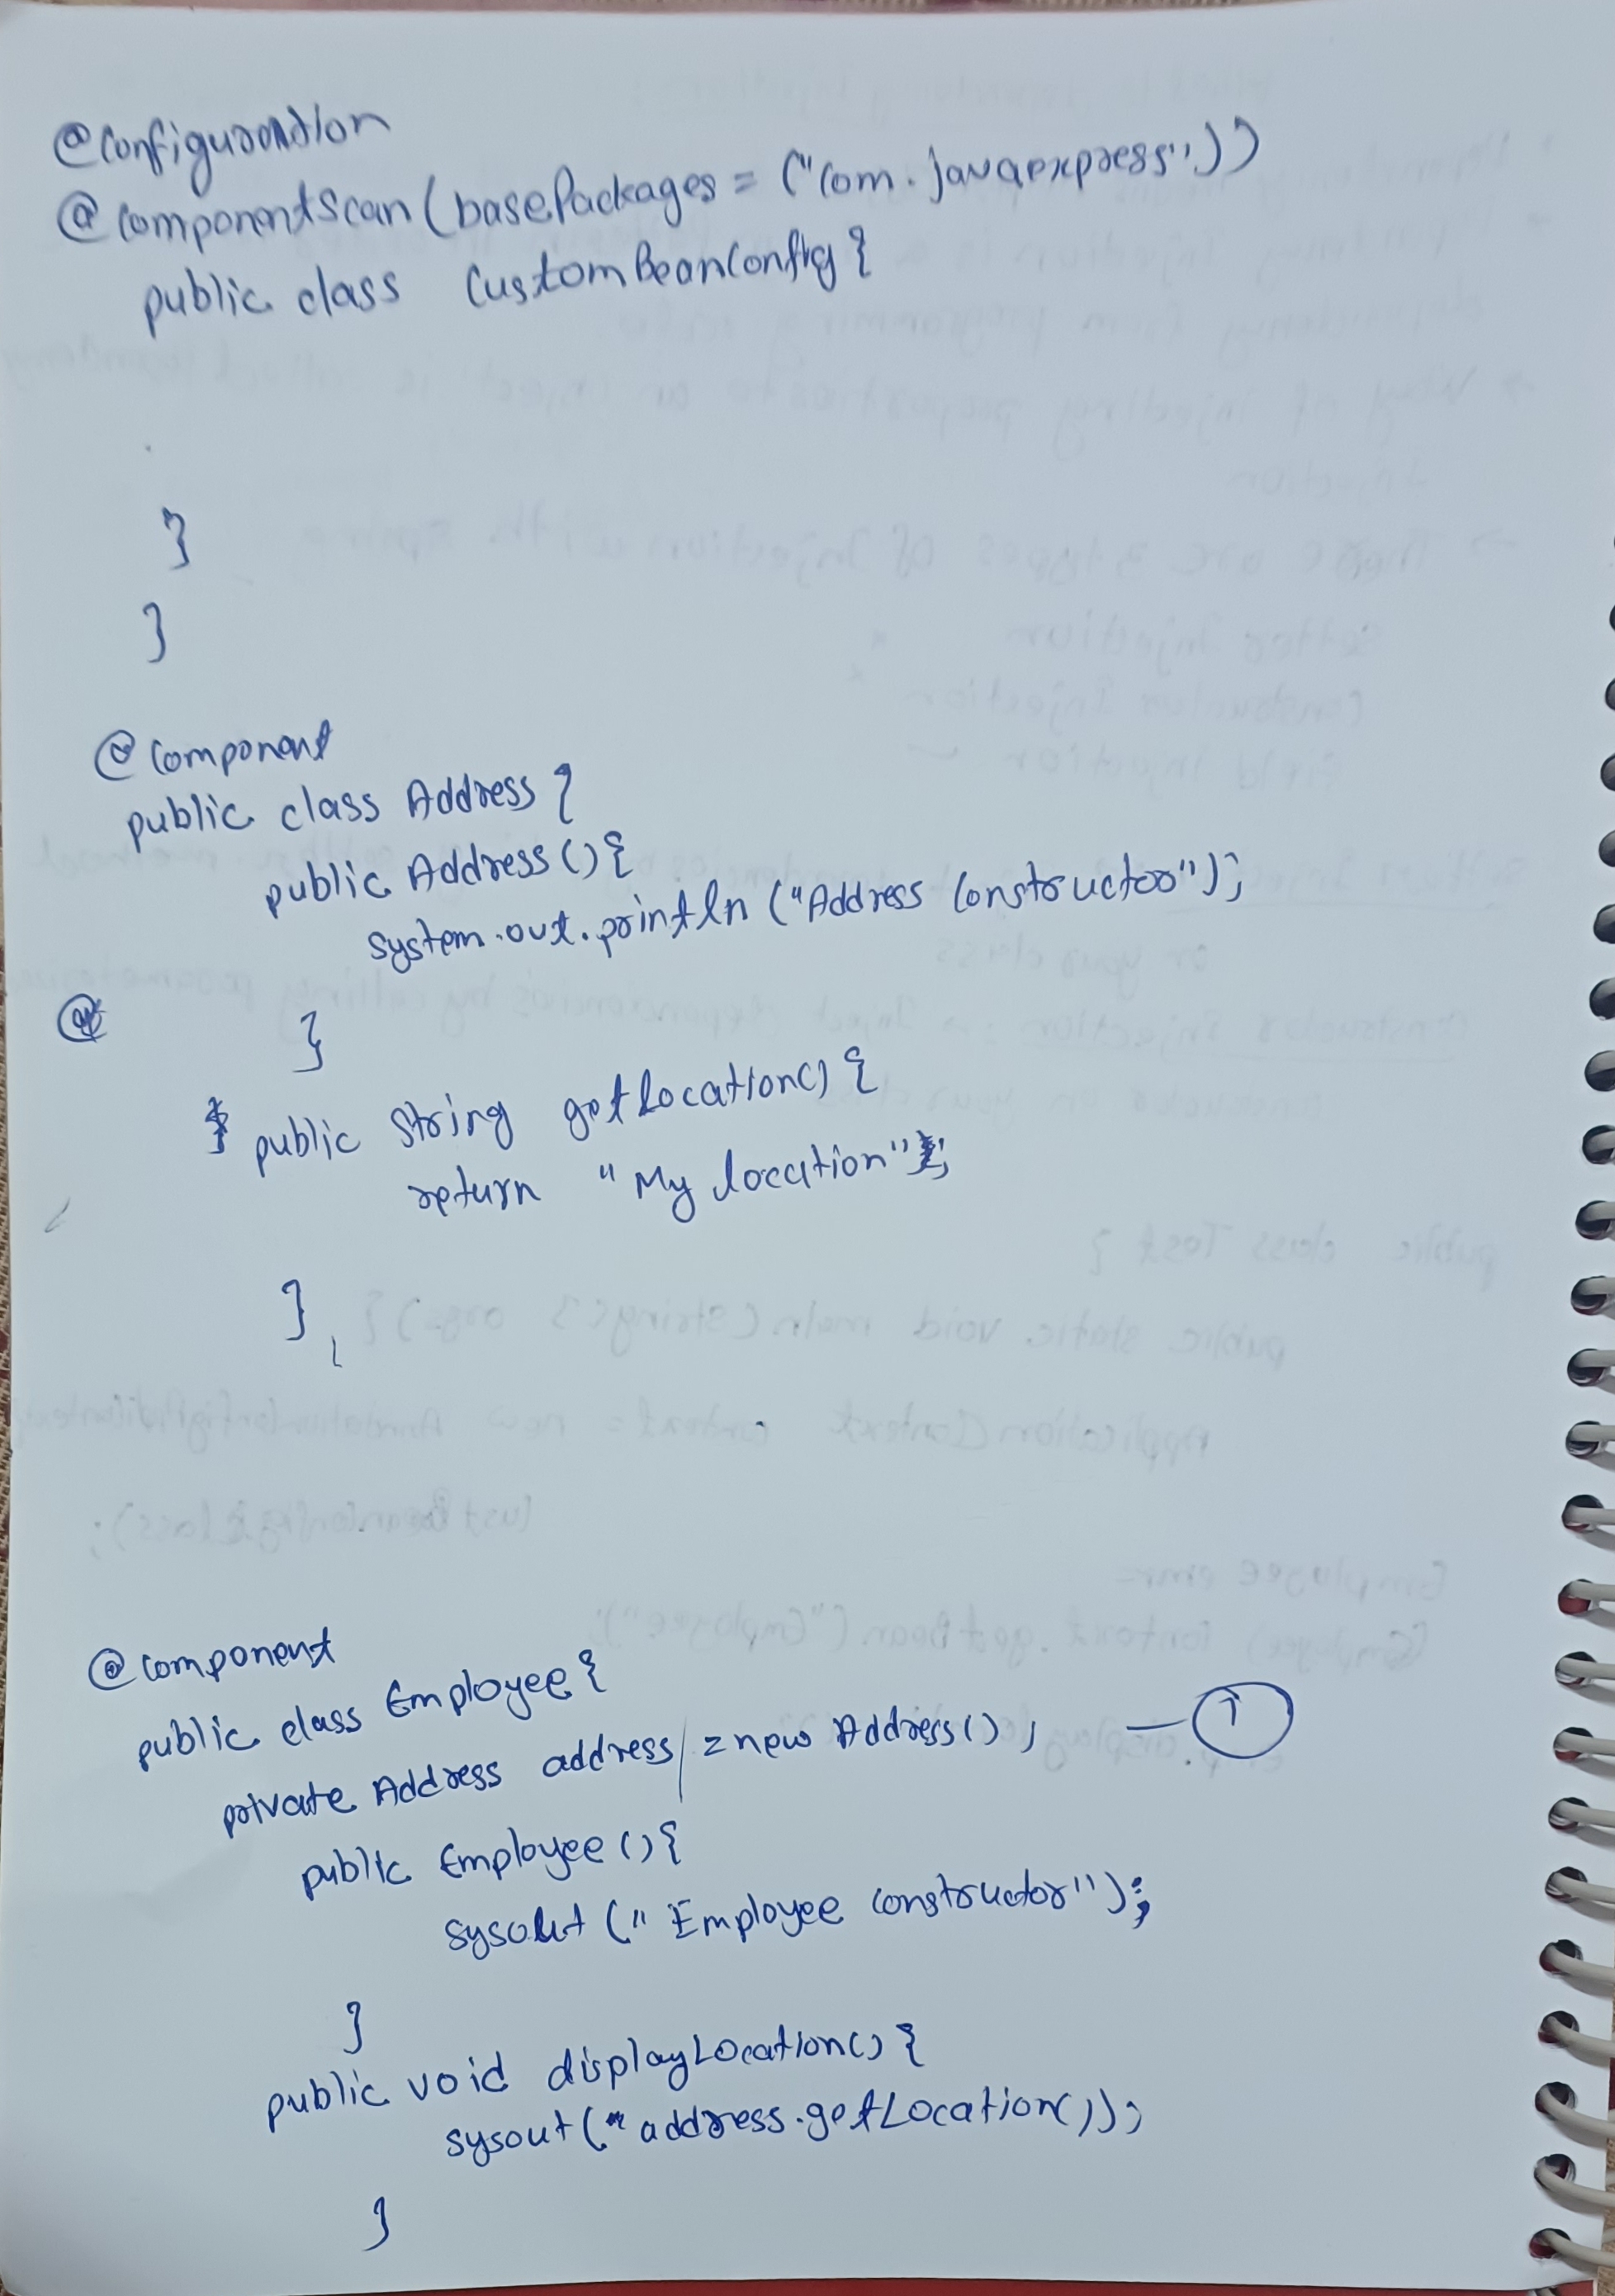 @Configuration
@ComponentScan(basePackages = ("com.javaexpress"))
public class CustomBeanConfig {
}
}
@Component
public class Address {
public Address () {
system.out.println ("Address Constructor");
}
public String getLocation() {
return "My location";
}
@Component
public class Employee {
private Address address = new Address(); — 1
public Employee () {
sysout (" Employee constructor");
}
public void displayLocation() {
sysout (" address.getLocation());
}